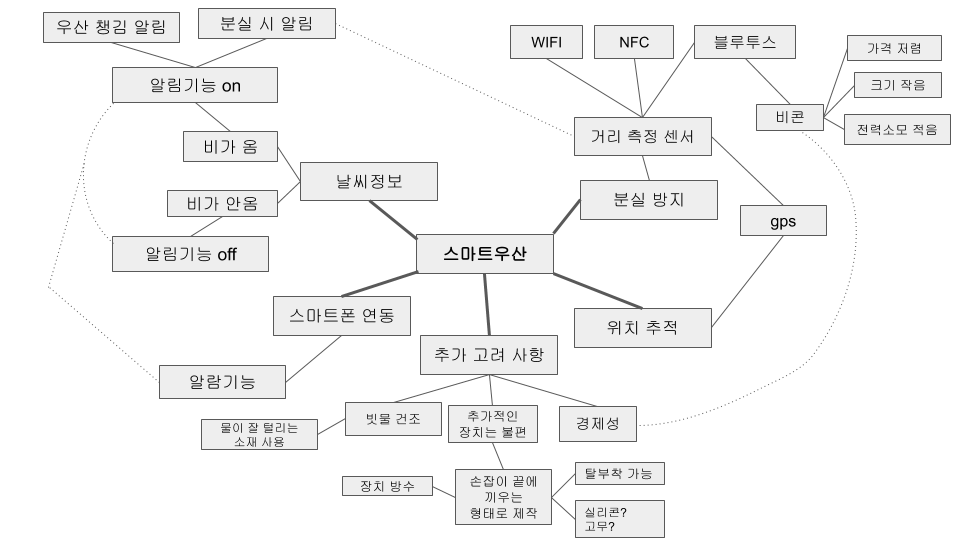 우산 챙김 알림
분실 시 알림
WIFI
NFC
블루투스
가격 저렴
크기 작음
전력소모 적음
비콘
알림기능 on
거리 측정 센서
비가 옴
날씨정보
분실 방지
비가 안옴
gps
알림기능 off
스마트우산
스마트폰 연동
위치 추적
추가 고려 사항
알람기능
물이 잘 털리는
소재 사용
빗물 건조
추가적인
장치는 불편
경제성
장치 방수
손잡이 끝에
끼우는
형태로 제작
탈부착 가능
실리콘?
고무?